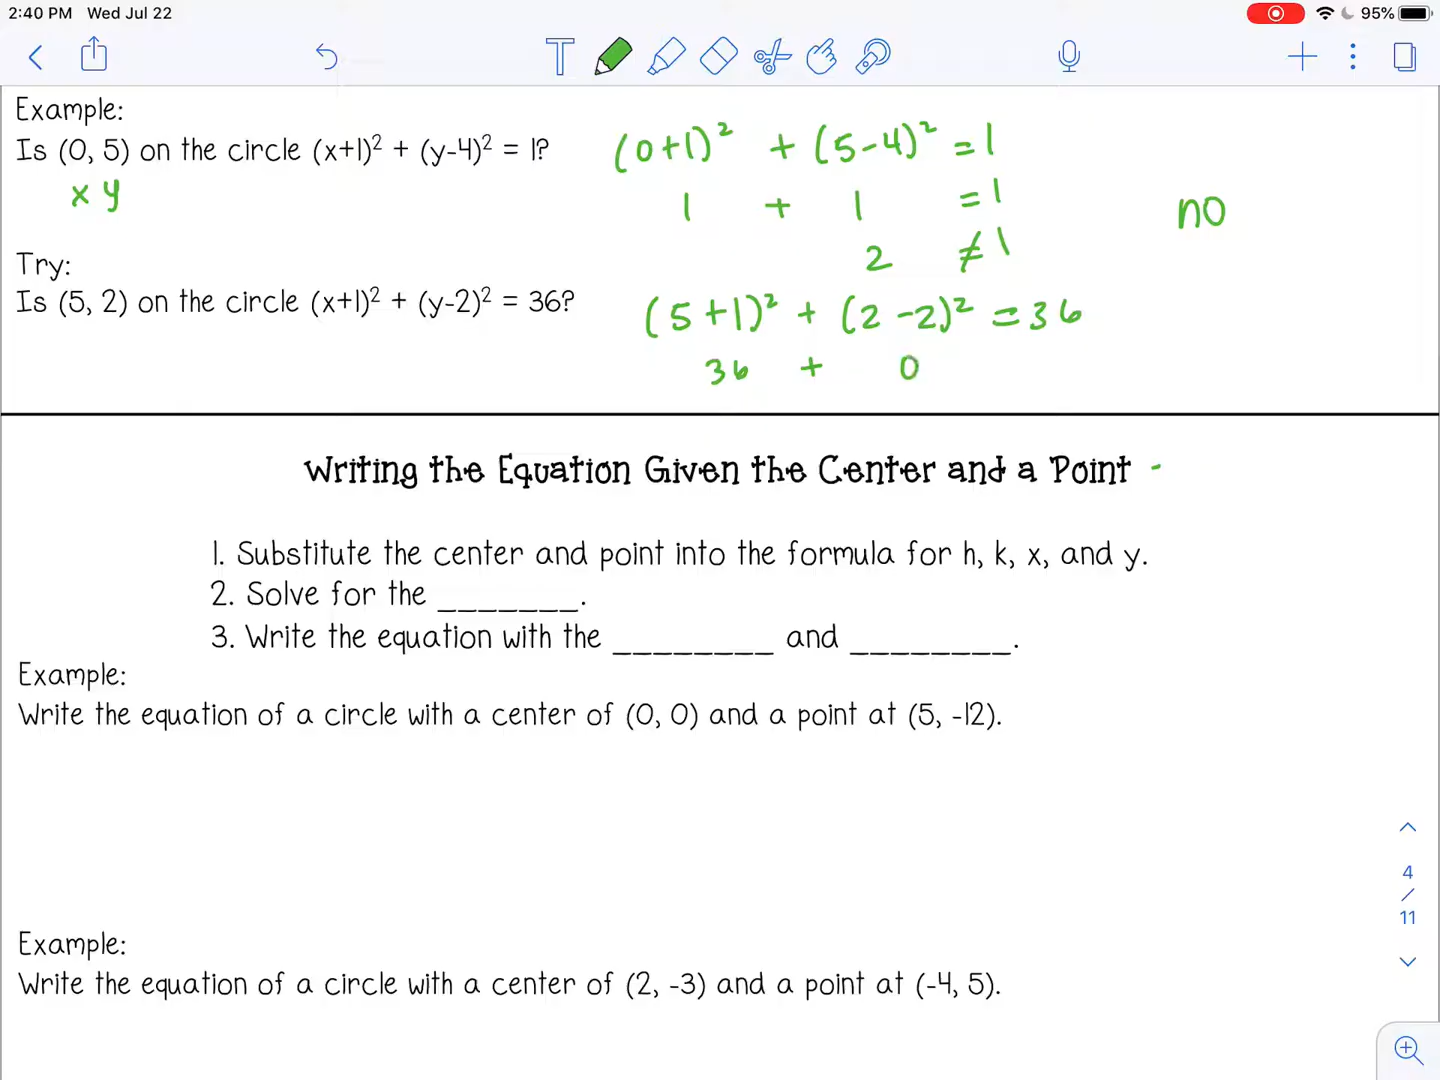 2:40 PM Wed Jul 22
95%
T
Example:
Is (0, 5) on the circle (x+1)² + (y-4)² = 1?
x y
(0+1)² + (5-4)² = 1
1 + 1 = 1
2 ≠ 1
no
Try:
Is (5, 2) on the circle (x+1)² + (y-2)² = 36?
(5+1)² + (2-2)² = 36
36 + 0
Writing the Equation Given the Center and a Point
1. Substitute the center and point into the formula for h, k, x, and y.
2. Solve for the _______.
3. Write the equation with the ________ and ________.
Example:
Write the equation of a circle with a center of (0, 0) and a point at (5, -12).
4
/
11
Example:
Write the equation of a circle with a center of (2, -3) and a point at (-4, 5).